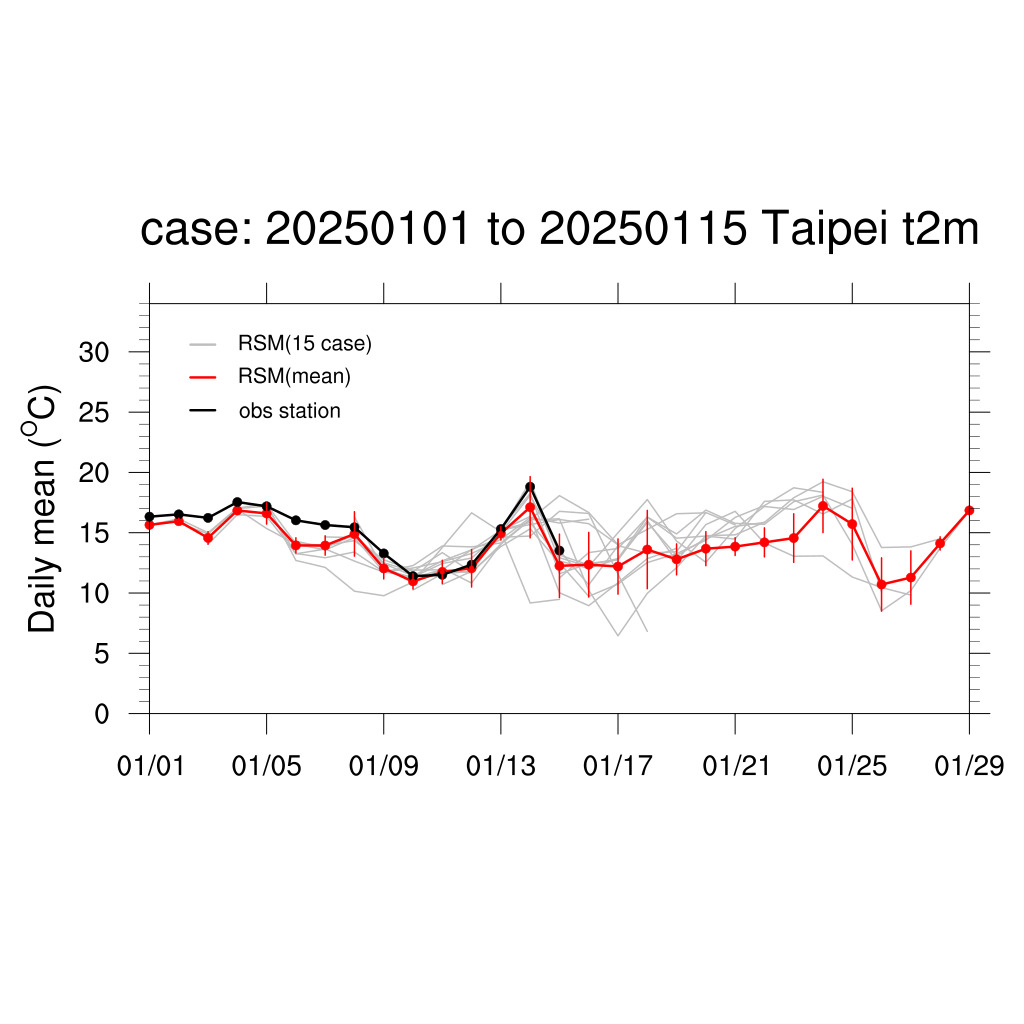 case: 20250101 to 20250115 Taipei t2m
RSM(15 case)
RSM(mean)
obs station
Daily mean (°C)
30
25
20
15
10
5
0
01/01 01/05 01/09 01/13 01/17 01/21 01/25 01/29